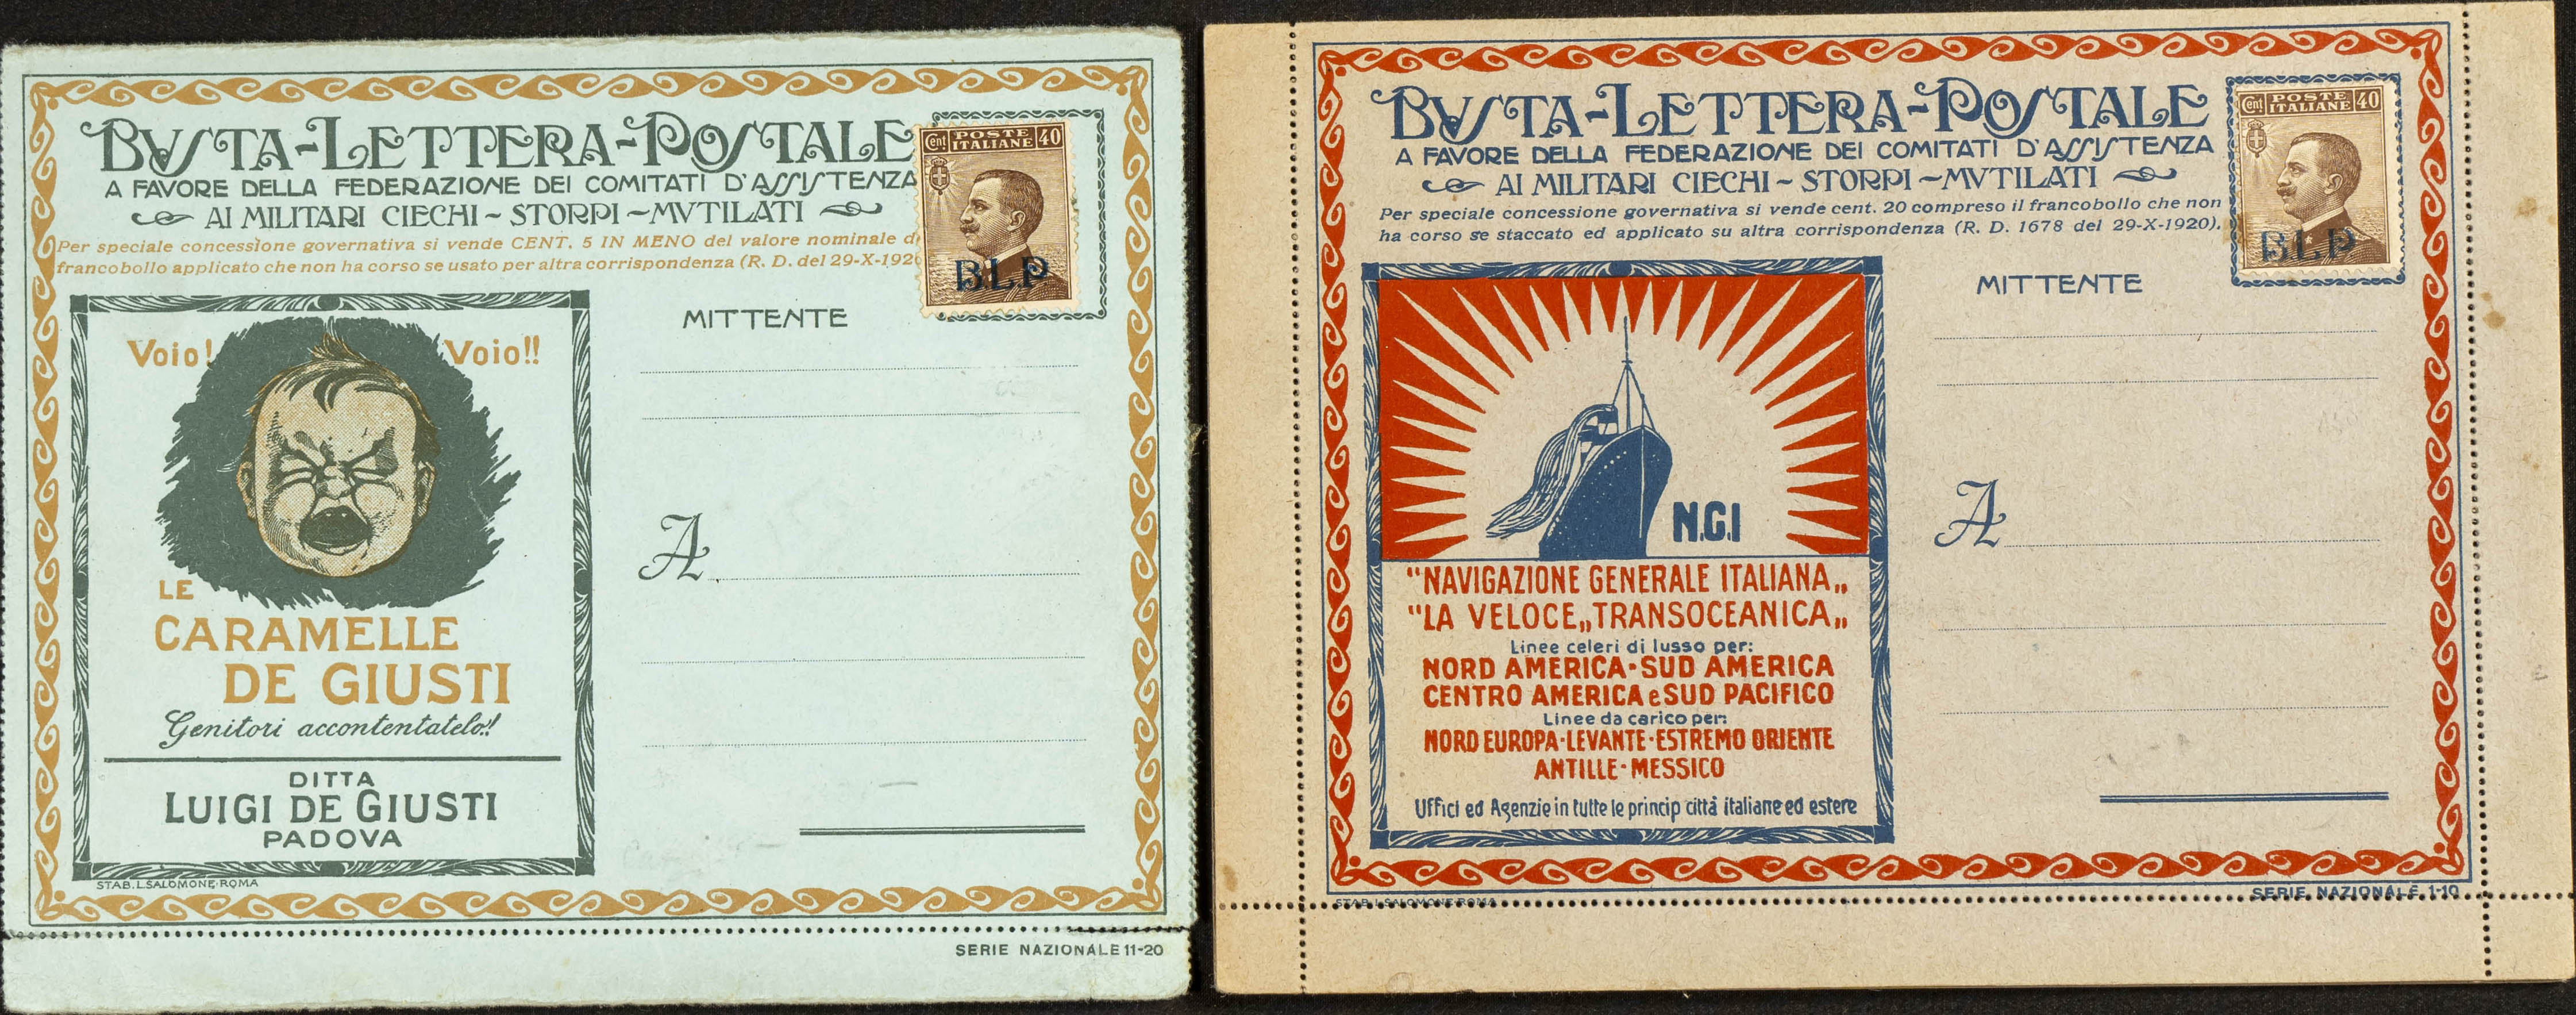 BVSTA-LETTERA-POSTALE
A FAVORE DELLA FEDERAZIONE DEI COMITATI D'ASSISTENZA
AI MILITARI CIECHI ~ STORPI ~ MVTILATI
Per speciale concessione governativa si vende CENT. 5 IN MENO del valore nominale d
francobollo applicato che non ha corso se usato per altra corrispondenza (R. D. del 29-X-192
Cent POSTE ITALIANE 40
B.L.P.
MITTENTE
Voio! Voio!!
LE
CARAMELLE
DE GIUSTI
Genitori accontentatelo!!
DITTA
LUIGI DE GIUSTI
PADOVA
A
STAB. L. SALOMONE-ROMA
SERIE NAZIONALE 11-20
BVSTA-LETTERA-POSTALE
A FAVORE DELLA FEDERAZIONE DEI COMITATI D'ASSISTENZA
AI MILITARI CIECHI ~ STORPI ~ MVTILATI
Per speciale concessione governativa si vende cent. 20 compreso il francobollo che non
ha corso se staccato ed applicato su altra corrispondenza (R. D. 1678 del 29-X-1920).
Cent POSTE ITALIANE 40
B.L.P.
MITTENTE
N.G.I
"NAVIGAZIONE GENERALE ITALIANA„
"LA VELOCE„TRANSOCEANICA„
Linee celeri di lusso per:
NORD AMERICA-SUD AMERICA
CENTRO AMERICA e SUD PACIFICO
Linee da carico per:
NORD EUROPA-LEVANTE-ESTREMO ORIENTE
ANTILLE-MESSICO
Uffici ed Agenzie in tutte le princip città italiane ed estere
A
STAB. L. SALOMONE-ROMA
SERIE NAZIONALE 1-10